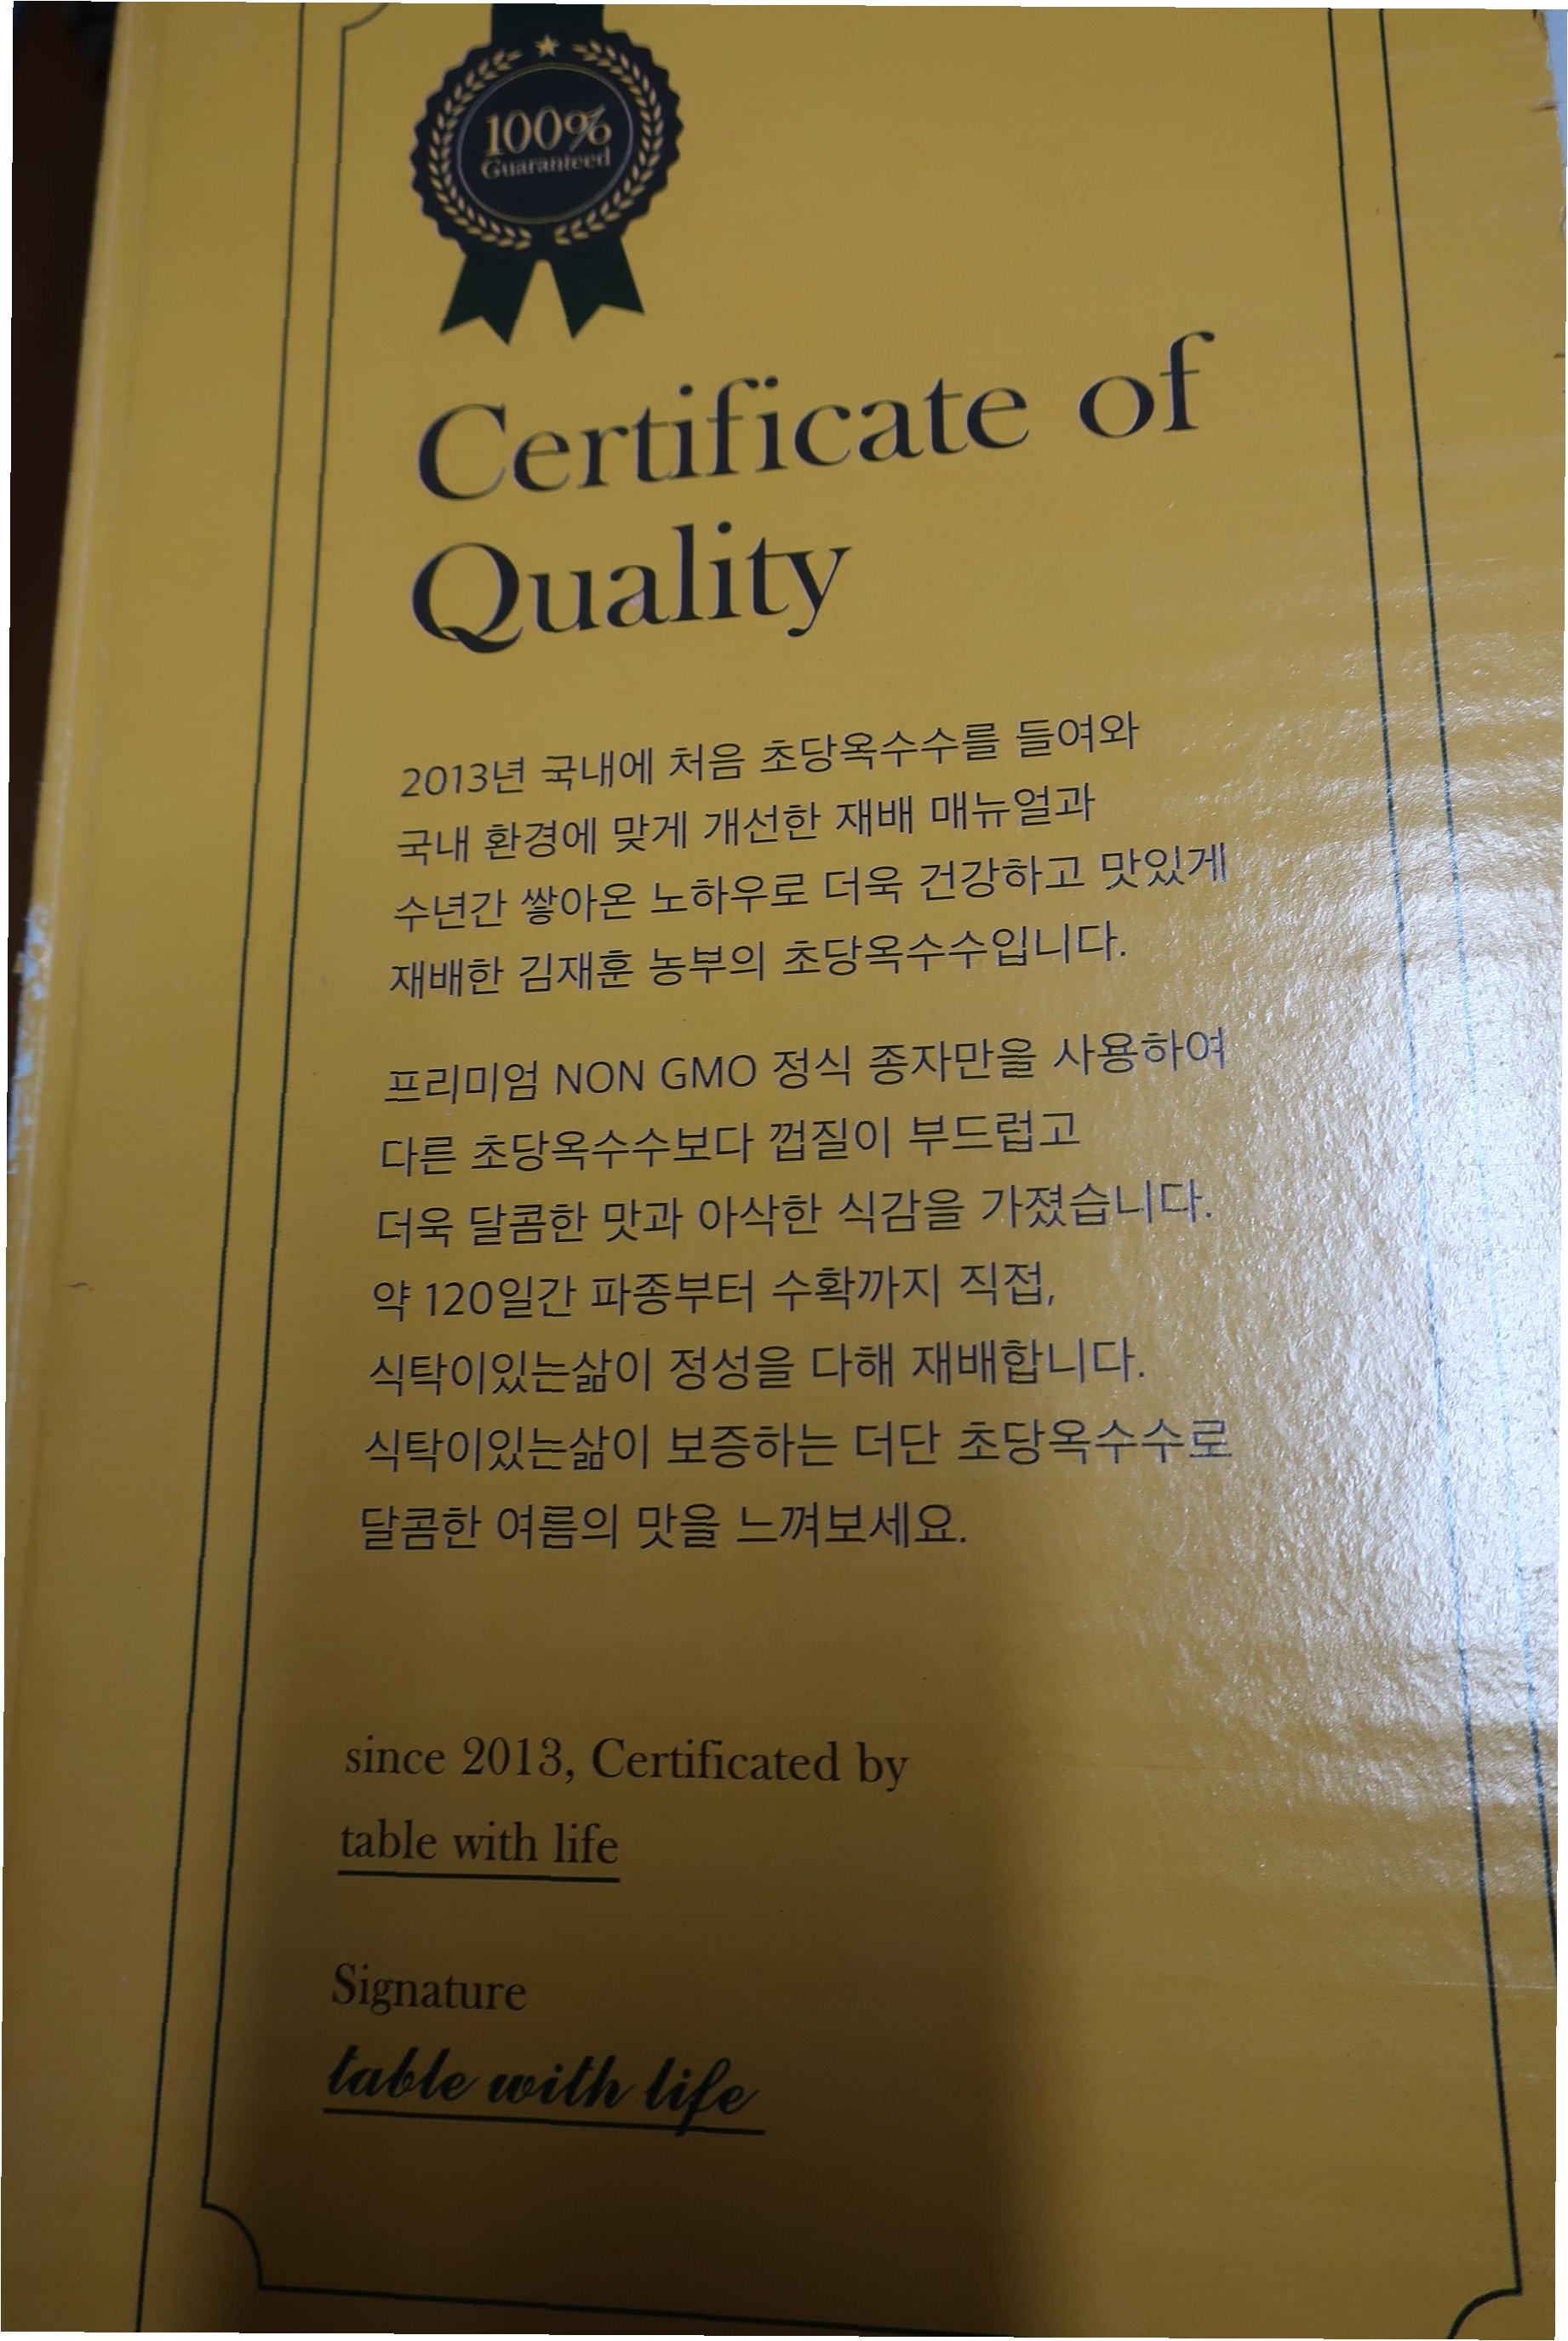 100%
Guaranteed
Certificate of
Quality
2013년 국내에 처음 초당옥수수를 들여와
국내 환경에 맞게 개선한 재배 매뉴얼과
수년간 쌓아온 노하우로 더욱 건강하고 맛있게
재배한 김재훈 농부의 초당옥수수입니다.
프리미엄 NON GMO 정식 종자만을 사용하여
다른 초당옥수수보다 껍질이 부드럽고
더욱 달콤한 맛과 아삭한 식감을 가졌습니다.
약 120일간 파종부터 수확까지 직접,
식탁이있는삶이 정성을 다해 재배합니다.
식탁이있는삶이 보증하는 더단 초당옥수수로
달콤한 여름의 맛을 느껴보세요.
since 2013, Certificated by
table with life
Signature
table with life